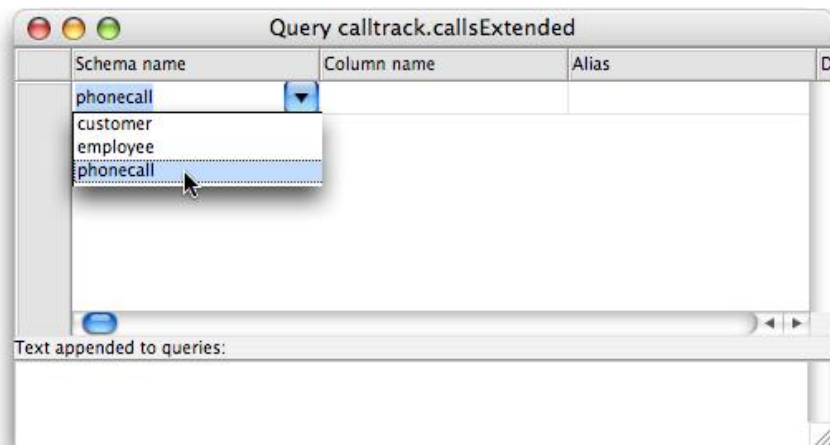 Query calltrack.callsExtended
Schema name Column name Alias D
phonecall
customer
employee
phonecall
Text appended to queries: